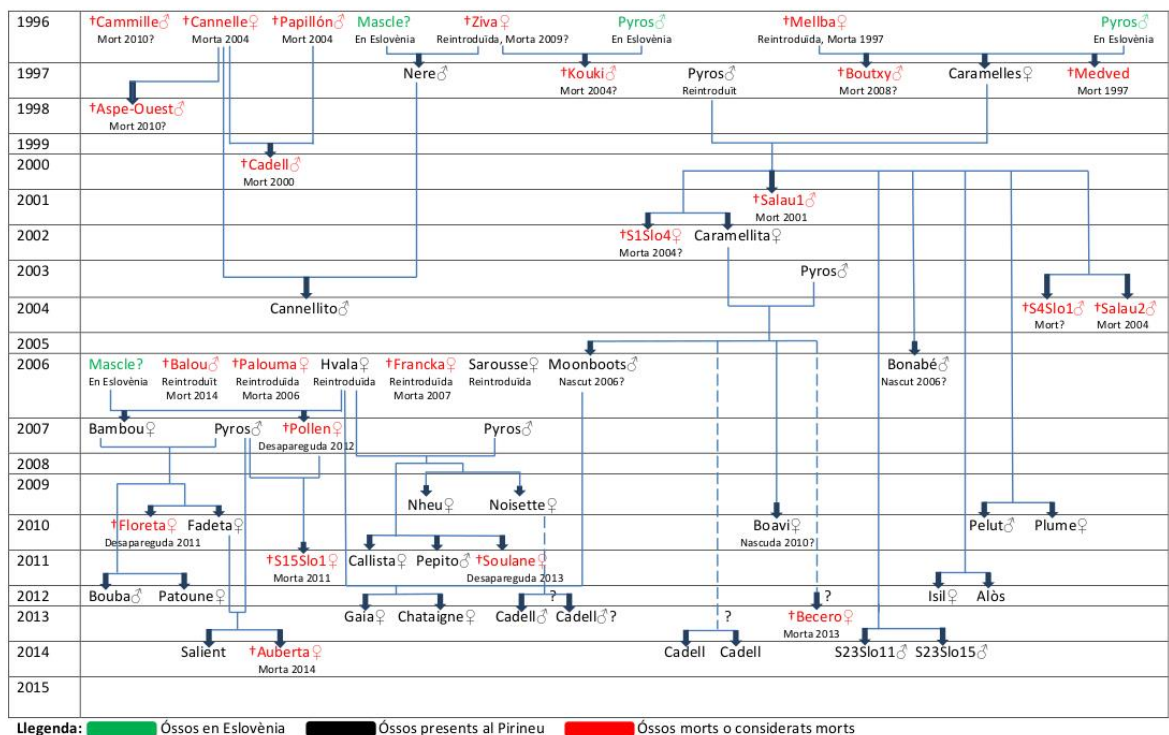 1996
†Cammille♂ †Cannelle♀ †Papillón♂ Mascle? †Ziva♀ Pyros♂ †Mellba♀ Pyros♂
Mort 2010? Morta 2004 Mort 2004 En Eslovènia Reintroduïda, Morta 2009? En Eslovènia Reintroduïda, Morta 1997 En Eslovènia
1997
Nere♂ †Kouki♂ Pyros♂ †Boutxy♂ Caramelles♀ †Medved
Mort 2004? Reintroduït Mort 2008? Mort 1997
1998
†Aspe-Ouest♂
Mort 2010?
1999
2000
†Cadell♂
Mort 2000
2001
†Salau1♂
Mort 2001
2002
†S1Slo4♀ Caramellita♀
Morta 2004?
2003
Pyros♂
2004
Cannellito♂ †S4Slo1♂ †Salau2♂
Mort? Mort 2004
2005
2006
Mascle? †Balou♂ †Palouma♀ Hvala♀ †Francka♀ Sarousse♀ Moonboots♂ Bonabé♂
En Eslovènia Reintroduït Reintroduïda Reintroduïda Reintroduïda Reintroduïda Nascut 2006? Nascut 2006?
Mort 2014 Morta 2006 Morta 2007
2007
Bambou♀ Pyros♂ †Pollen♀ Pyros♂
Desapareguda 2012
2008
2009
Nheu♀ Noisette♀
2010
†Floreta♀ Fadeta♀ Boavi♀ Pelut♂ Plume♀
Desapareguda 2011 Nascuda 2010?
2011
†S15Slo1♀ Callista♀ Pepito♂ †Soulane♀
Morta 2011 Desapareguda 2013
2012
Bouba♂ Patoune♀ ? ? Isil♀ Alòs
2013
Gaia♀ Chataigne♀ Cadell♂ Cadell♂? ? †Becero♀
Morta 2013
2014
Salient †Auberta♀ Cadell Cadell S23Slo11♂ S23Slo15♂
Morta 2014
2015
Llegenda: Óssos en Eslovènia Óssos presents al Pirineu Óssos morts o considerats morts